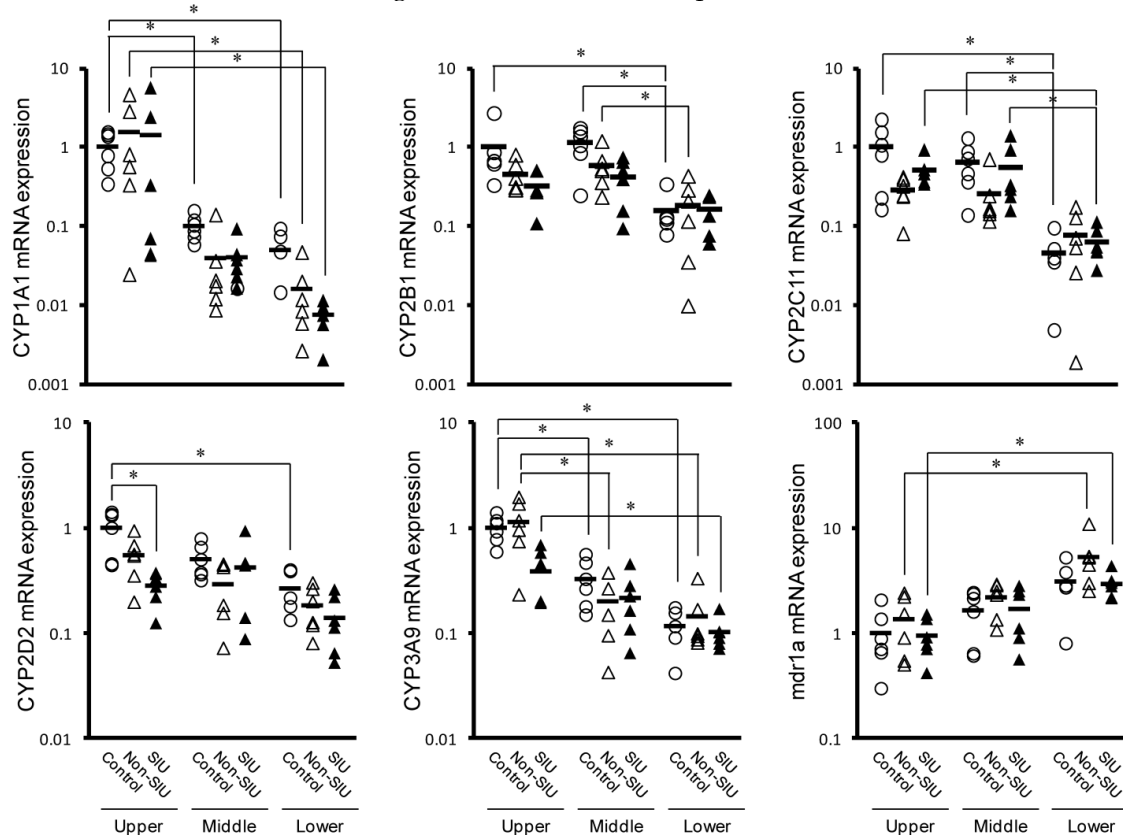 CYP1A1 mRNA expression
10
1
0.1
0.01
0.001
*
*
*
*
CYP2B1 mRNA expression
10
1
0.1
0.01
0.001
*
*
*
CYP2C11 mRNA expression
10
1
0.1
0.01
0.001
*
*
*
*
CYP2D2 mRNA expression
10
1
0.1
0.01
*
*
Control
Non-SIU
SIU
Control
Non-SIU
SIU
Control
Non-SIU
SIU
Upper
Middle
Lower
CYP3A9 mRNA expression
10
1
0.1
0.01
*
*
*
*
*
Control
Non-SIU
SIU
Control
Non-SIU
SIU
Control
Non-SIU
SIU
Upper
Middle
Lower
mdr1a mRNA expression
100
10
1
0.1
*
*
Control
Non-SIU
SIU
Control
Non-SIU
SIU
Control
Non-SIU
SIU
Upper
Middle
Lower